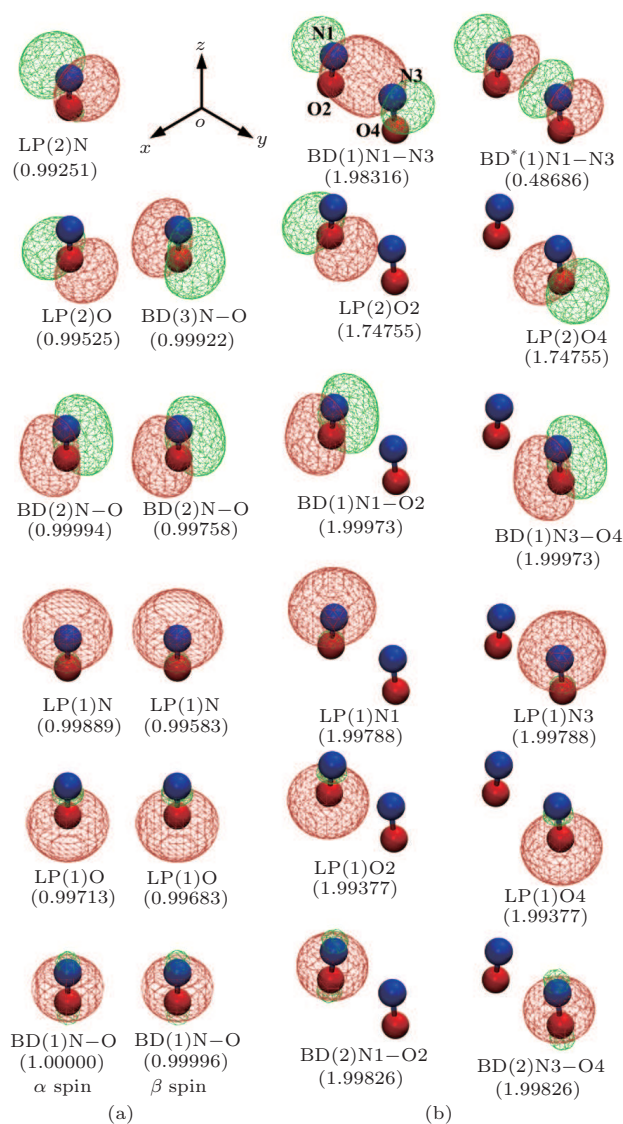 N1
z
N3
O2
O4
x
o
y
LP(2)N
(0.99251)
BD(1)N1−N3
(1.98316)
BD*(1)N1−N3
(0.48686)
LP(2)O
(0.99525)
BD(3)N−O
(0.99922)
LP(2)O2
(1.74755)
LP(2)O4
(1.74755)
BD(2)N−O
(0.99994)
BD(2)N−O
(0.99758)
BD(1)N1−O2
(1.99973)
BD(1)N3−O4
(1.99973)
LP(1)N
(0.99889)
LP(1)N
(0.99583)
LP(1)N1
(1.99788)
LP(1)N3
(1.99788)
LP(1)O
(0.99713)
LP(1)O
(0.99683)
LP(1)O2
(1.99377)
LP(1)O4
(1.99377)
BD(1)N−O
(1.00000)
α spin
BD(1)N−O
(0.99996)
β spin
BD(2)N1−O2
(1.99826)
BD(2)N3−O4
(1.99826)
(a)
(b)